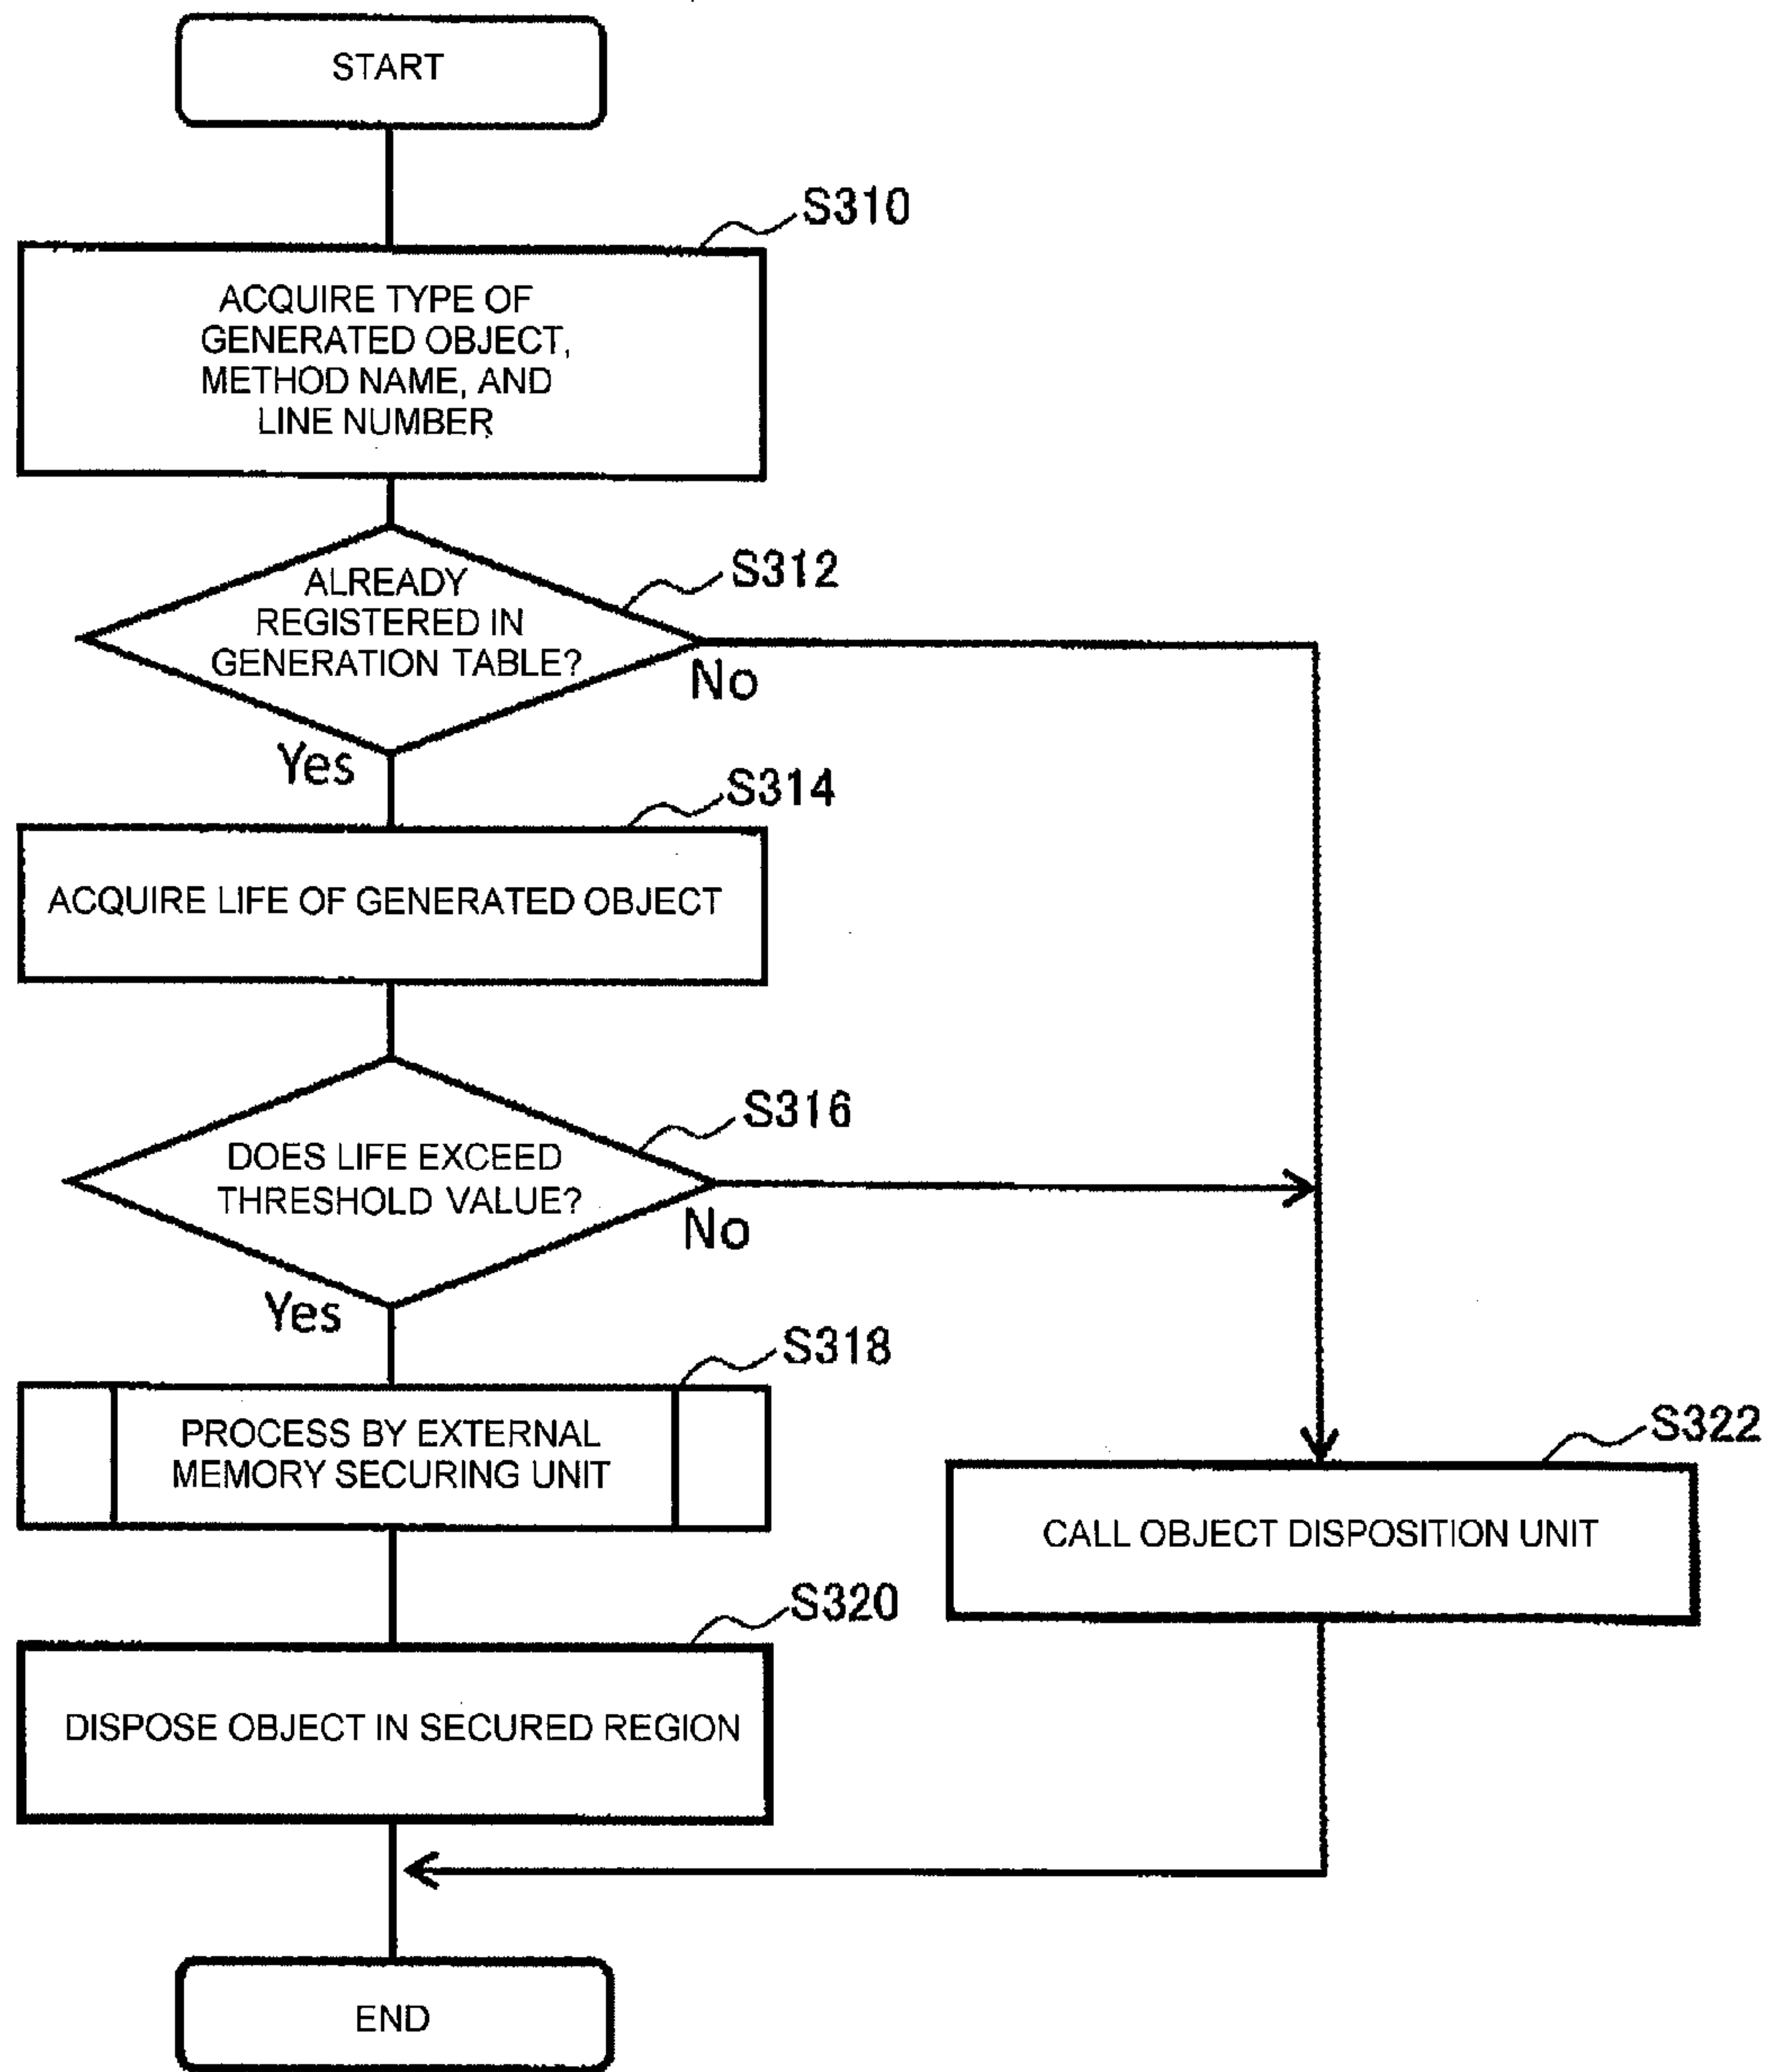 START
S310
ACQUIRE TYPE OF
GENERATED OBJECT,
METHOD NAME, AND
LINE NUMBER
S312
ALREADY
REGISTERED IN
GENERATION TABLE?
No
Yes
S314
ACQUIRE LIFE OF GENERATED OBJECT
S316
DOES LIFE EXCEED
THRESHOLD VALUE?
No
Yes
S318
PROCESS BY EXTERNAL
MEMORY SECURING UNIT
S322
CALL OBJECT DISPOSITION UNIT
S320
DISPOSE OBJECT IN SECURED REGION
END